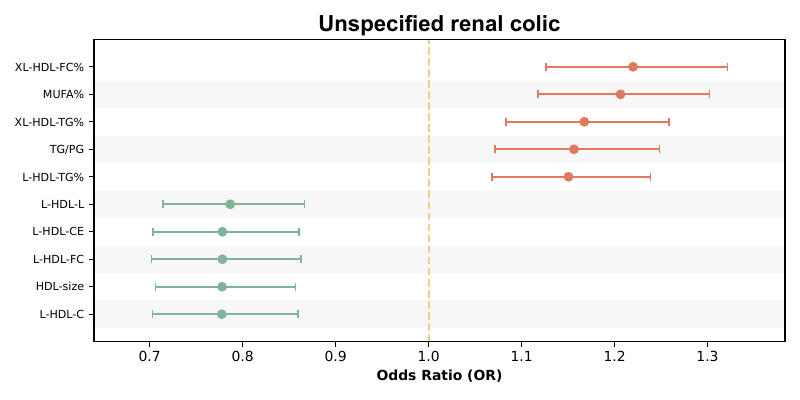 Unspecified renal colic
XL-HDL-FC%
MUFA%
XL-HDL-TG%
TG/PG
L-HDL-TG%
L-HDL-L
L-HDL-CE
L-HDL-FC
HDL-size
L-HDL-C
0.7 0.8 0.9 1.0 1.1 1.2 1.3
Odds Ratio (OR)